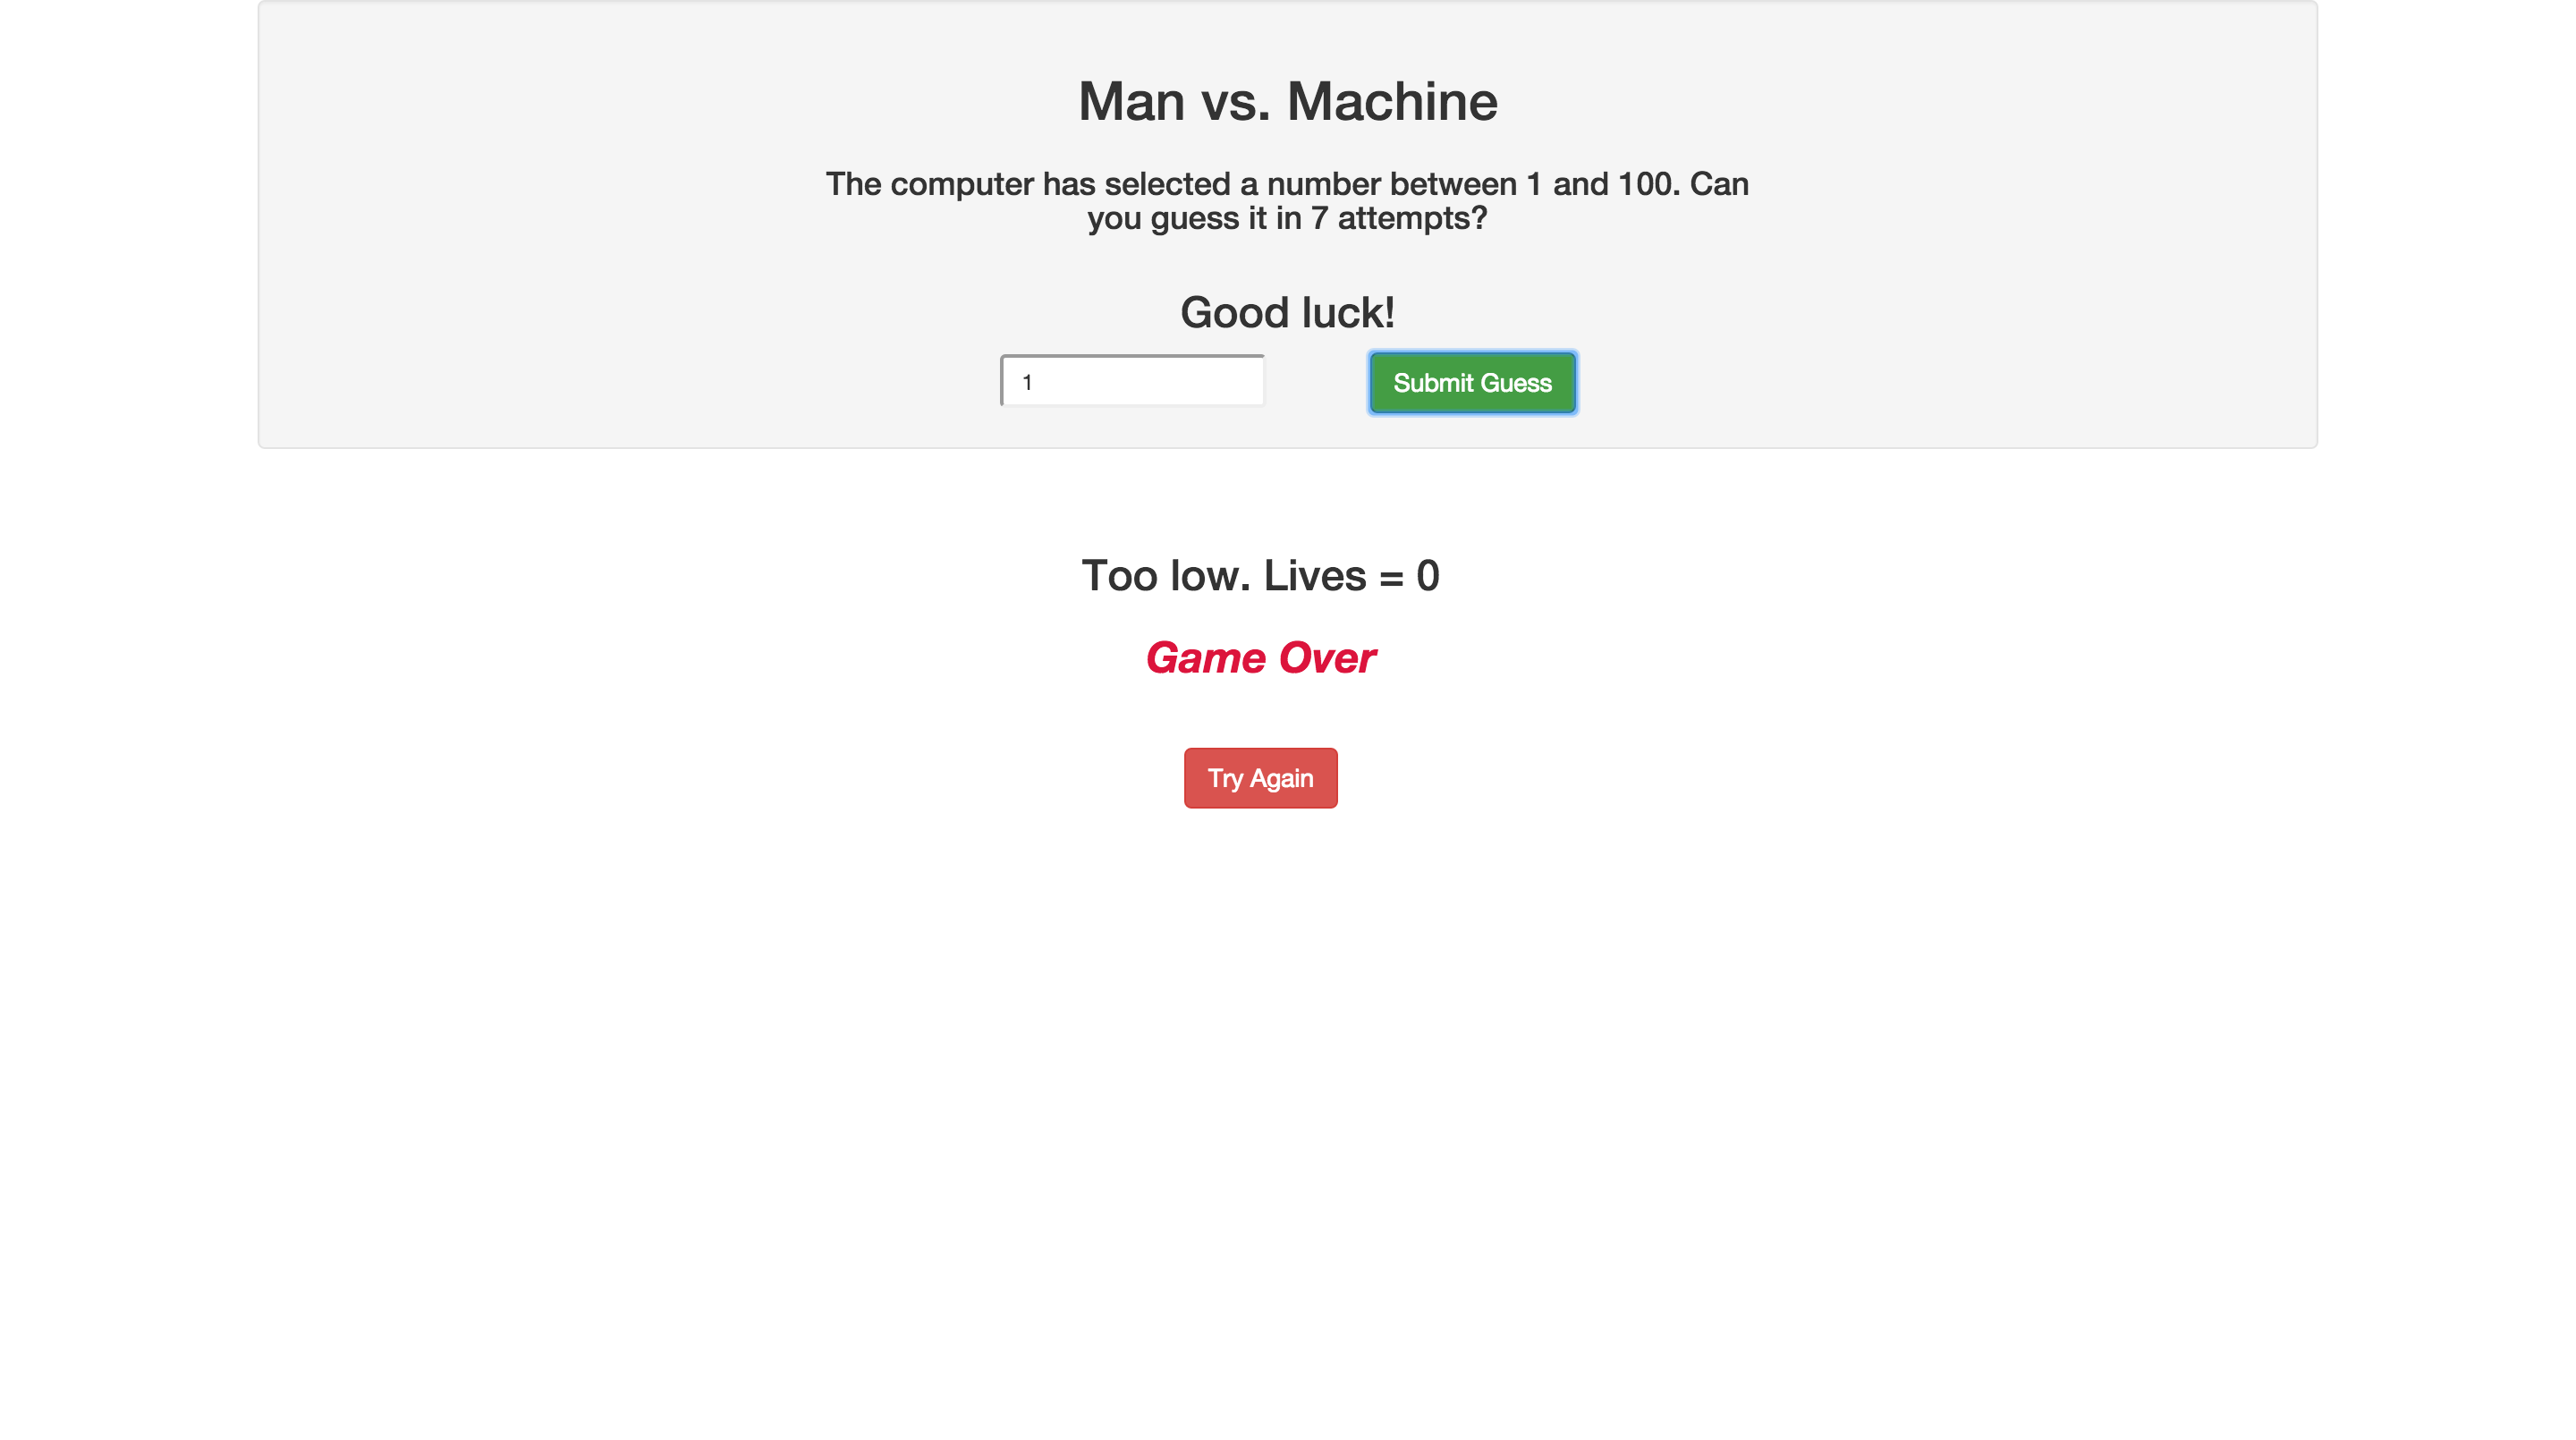 Man vs. Machine
The computer has selected a number between 1 and 100. Can
you guess it in 7 attempts?
Good luck!
1
Submit Guess
Too low. Lives = 0
Game Over
Try Again